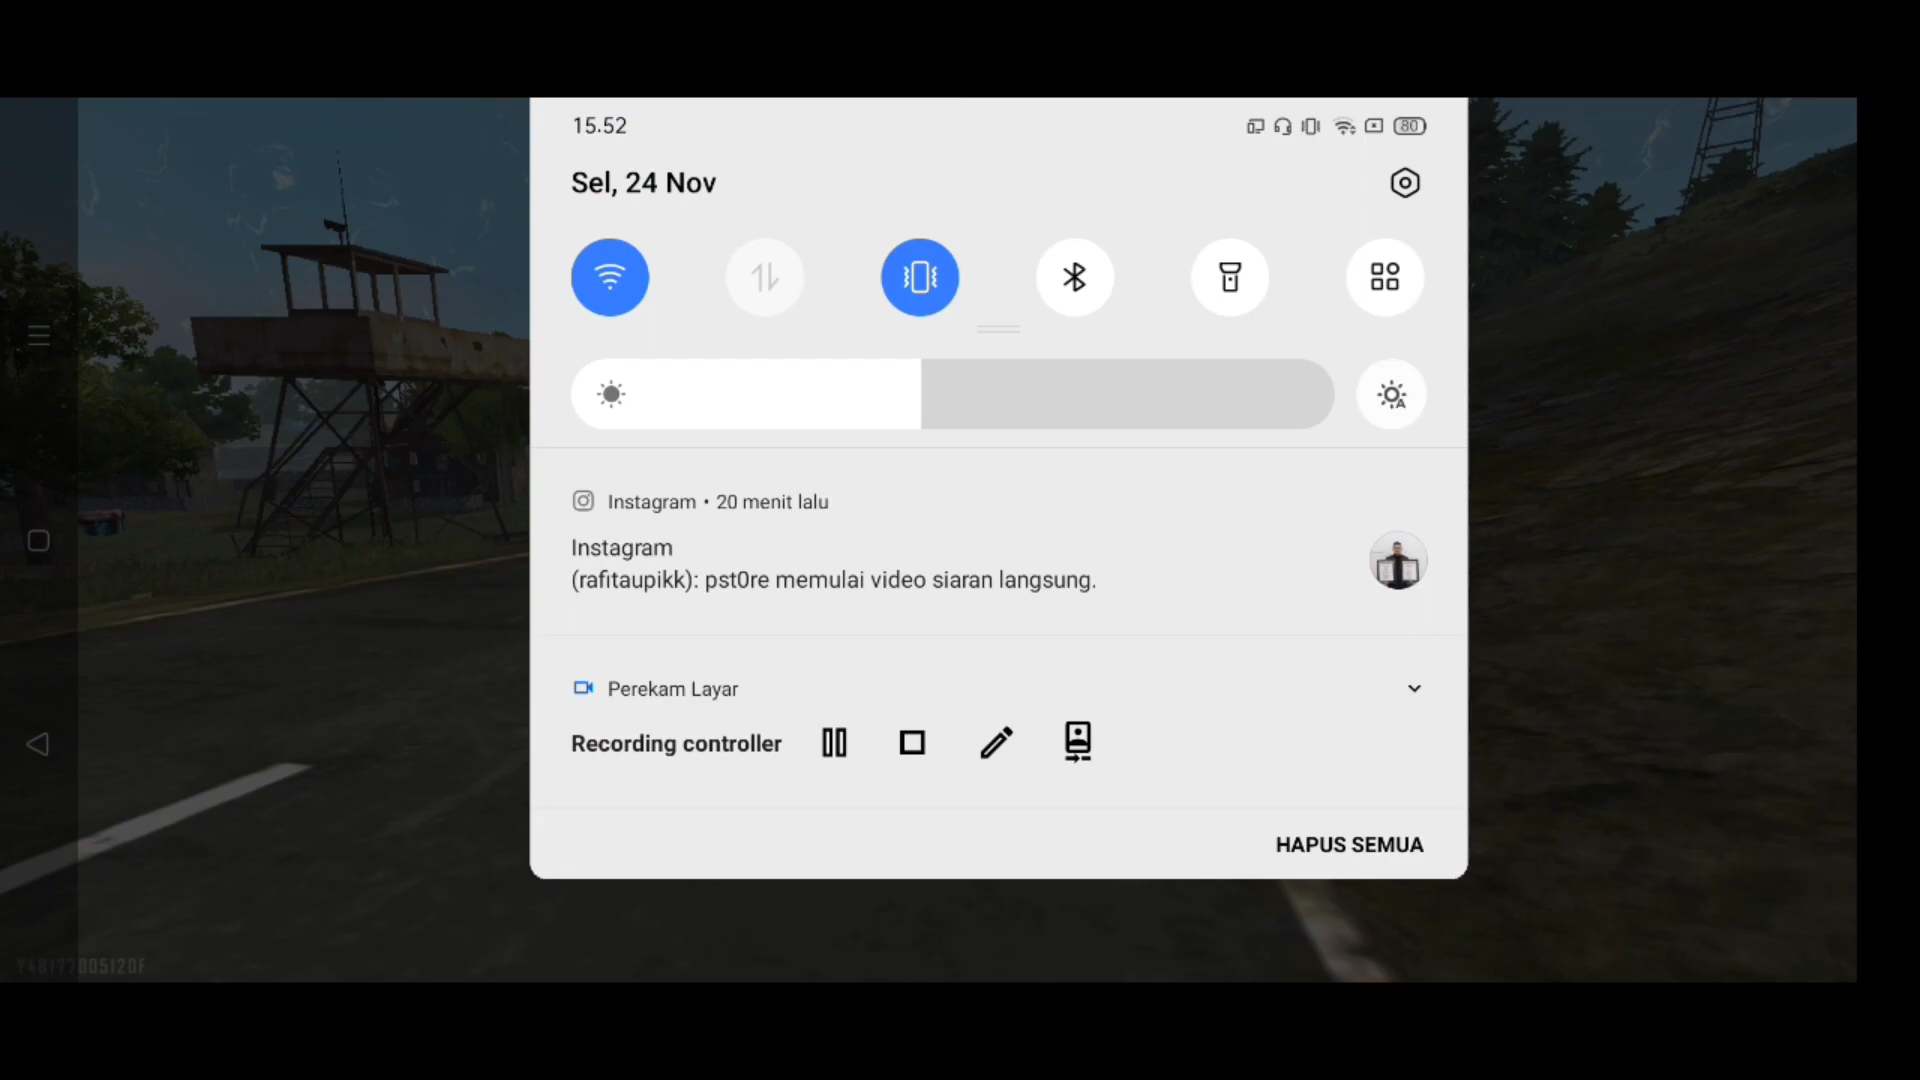 15.52
80
Sel, 24 Nov
Instagram • 20 menit lalu
Instagram
(rafitaupikk): pst0re memulai video siaran langsung.
Perekam Layar
Recording controller
HAPUS SEMUA